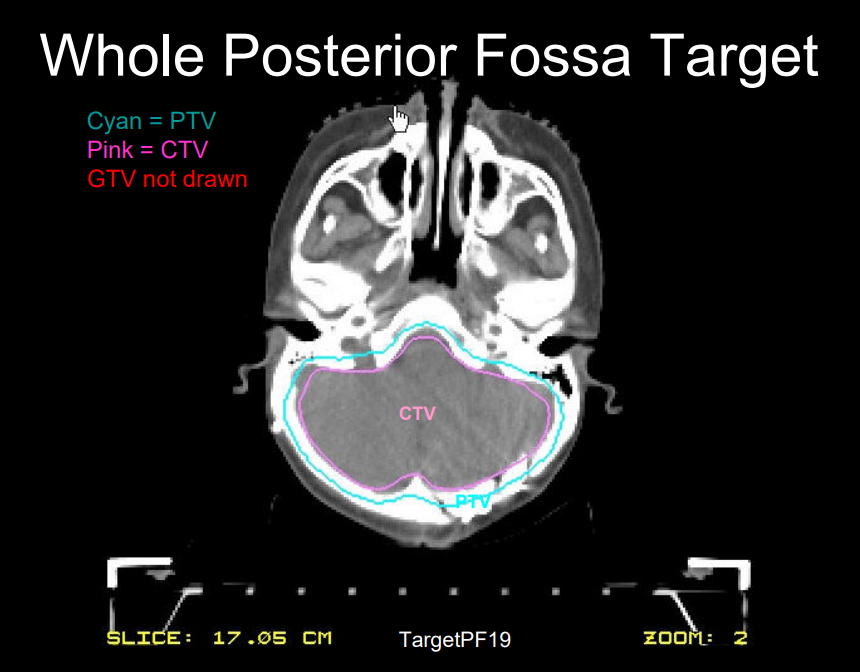 Whole Posterior Fossa Target
Cyan = PTV
Pink = CTV
GTV not drawn
CTV
PTV
SLICE: 17.05 CM
TargetPF19
ZOOM: 2